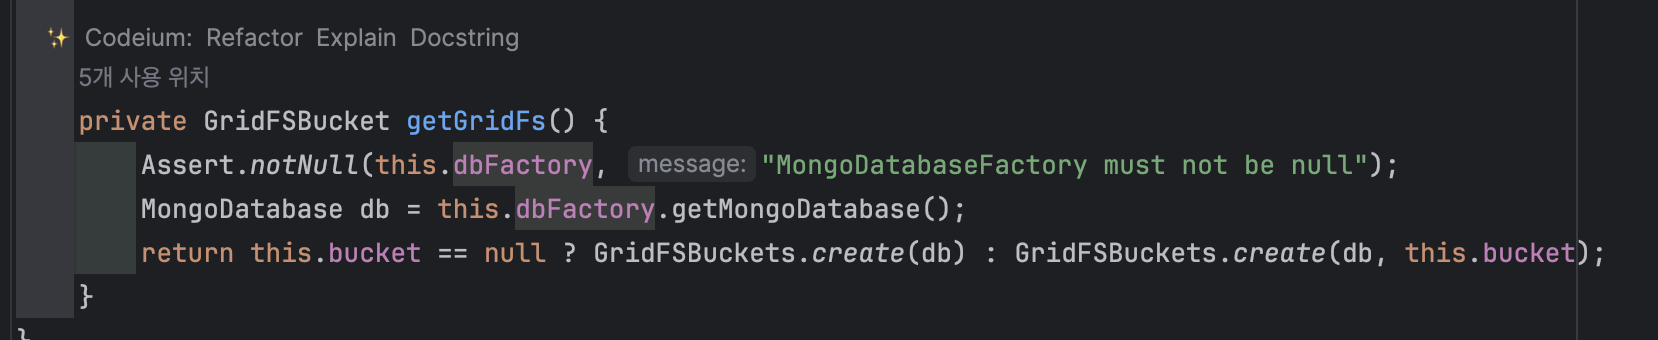 ✨ Codeium: Refactor Explain Docstring
5개 사용 위치
private GridFSBucket getGridFs() {
Assert.notNull(this.dbFactory, message: "MongoDatabaseFactory must not be null");
MongoDatabase db = this.dbFactory.getMongoDatabase();
return this.bucket == null ? GridFSBuckets.create(db) : GridFSBuckets.create(db, this.bucket);
}
}